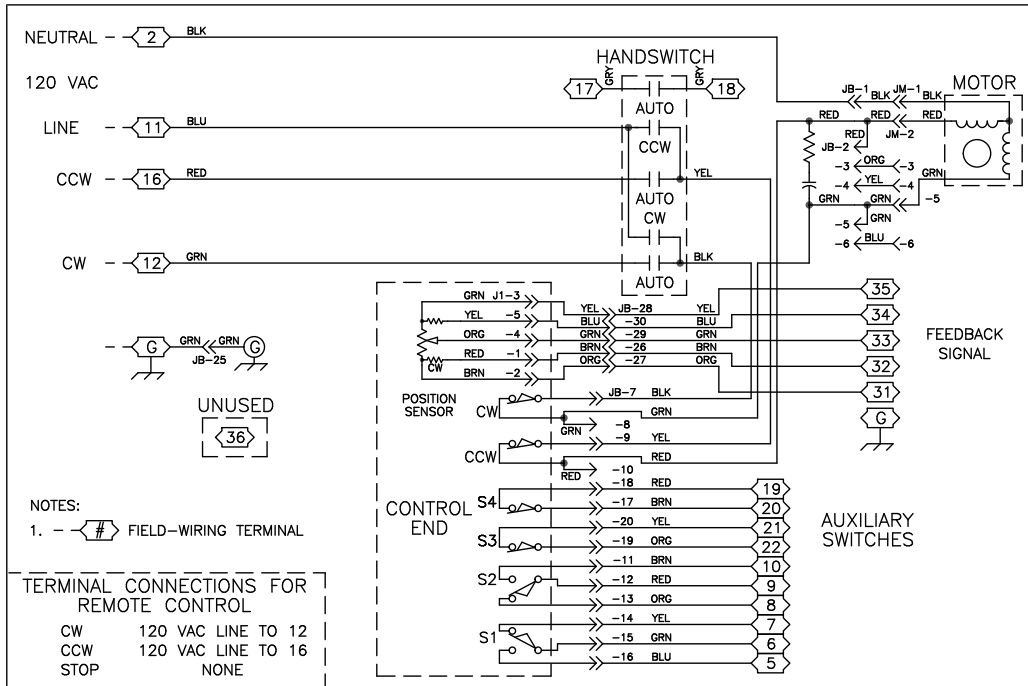 NEUTRAL 2 BLK
120 VAC
LINE 11 BLU
CCW 16 RED
CW 12 GRN
G GRN GRN G
JB-25
UNUSED
36
NOTES:
1. # FIELD-WIRING TERMINAL
TERMINAL CONNECTIONS FOR
REMOTE CONTROL
CW 120 VAC LINE TO 12
CCW 120 VAC LINE TO 16
STOP NONE
HANDSWITCH
17 GRY GRY 18
AUTO
CCW
AUTO YEL
CW
AUTO BLK
MOTOR
JB-1 BLK JM-1 BLK
RED RED JM-2 RED
RED
JB-2
-3 ORG -3
-4 YEL -4
GRN GRN -5 GRN
-5 GRN
-6 BLU -6
GRN J1-3 YEL JB-28 YEL 35
YEL -5 BLU -30 BLU 34
ORG -4 GRN -29 GRN 33
RED -1 BRN -26 BRN 32
CW
BRN -2 ORG -27 ORG 31
G
FEEDBACK
SIGNAL
POSITION
SENSOR
CW JB-7 BLK
GRN
GRN -8
CCW -9 YEL
RED
RED -10
CONTROL
END
S4 -18 RED 19
-17 BRN 20
S3 -20 YEL 21
-19 ORG 22
S2 -11 BRN 10
-12 RED 9
-13 ORG 8
S1 -14 YEL 7
-15 GRN 6
-16 BLU 5
AUXILIARY
SWITCHES